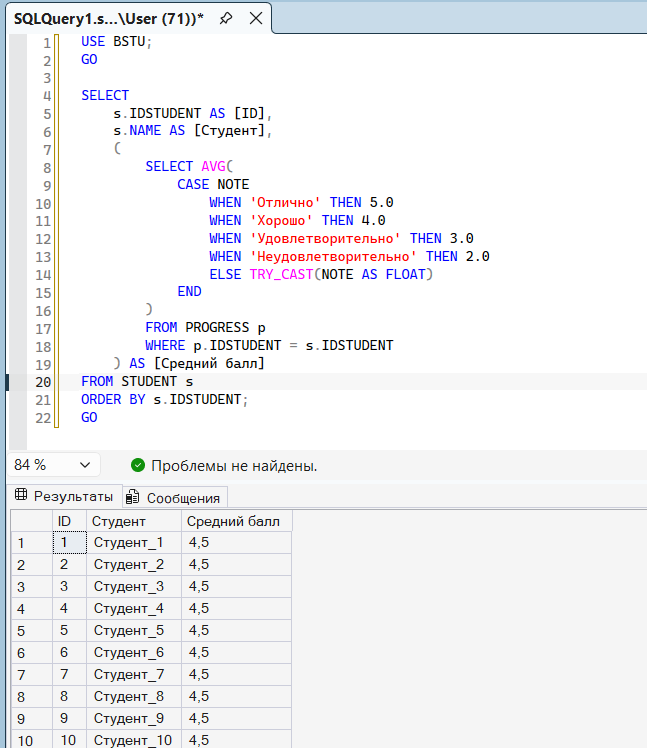 SQLQuery1.s...\User (71))*
1 USE BSTU;
2 GO
3
4 SELECT
5 s.IDSTUDENT AS [ID],
6 s.NAME AS [Студент],
7 (
8 SELECT AVG(
9 CASE NOTE
10 WHEN 'Отлично' THEN 5.0
11 WHEN 'Хорошо' THEN 4.0
12 WHEN 'Удовлетворительно' THEN 3.0
13 WHEN 'Неудовлетворительно' THEN 2.0
14 ELSE TRY_CAST(NOTE AS FLOAT)
15 END
16 )
17 FROM PROGRESS p
18 WHERE p.IDSTUDENT = s.IDSTUDENT
19 ) AS [Средний балл]
20 FROM STUDENT s
21 ORDER BY s.IDSTUDENT;
22 GO
84 % Проблемы не найдены.
Результаты Сообщения
ID Студент Средний балл
1 1 Студент_1 4,5
2 2 Студент_2 4,5
3 3 Студент_3 4,5
4 4 Студент_4 4,5
5 5 Студент_5 4,5
6 6 Студент_6 4,5
7 7 Студент_7 4,5
8 8 Студент_8 4,5
9 9 Студент_9 4,5
10 10 Студент_10 4,5